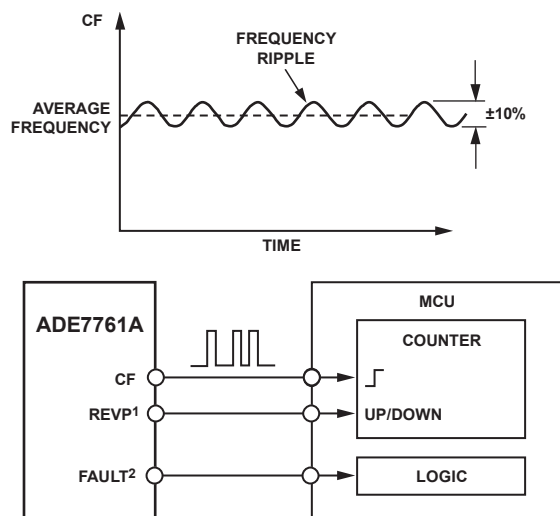 CF
FREQUENCY
RIPPLE
AVERAGE
FREQUENCY
±10%
TIME
ADE7761A
MCU
COUNTER
CF
REVP1
UP/DOWN
FAULT2
LOGIC